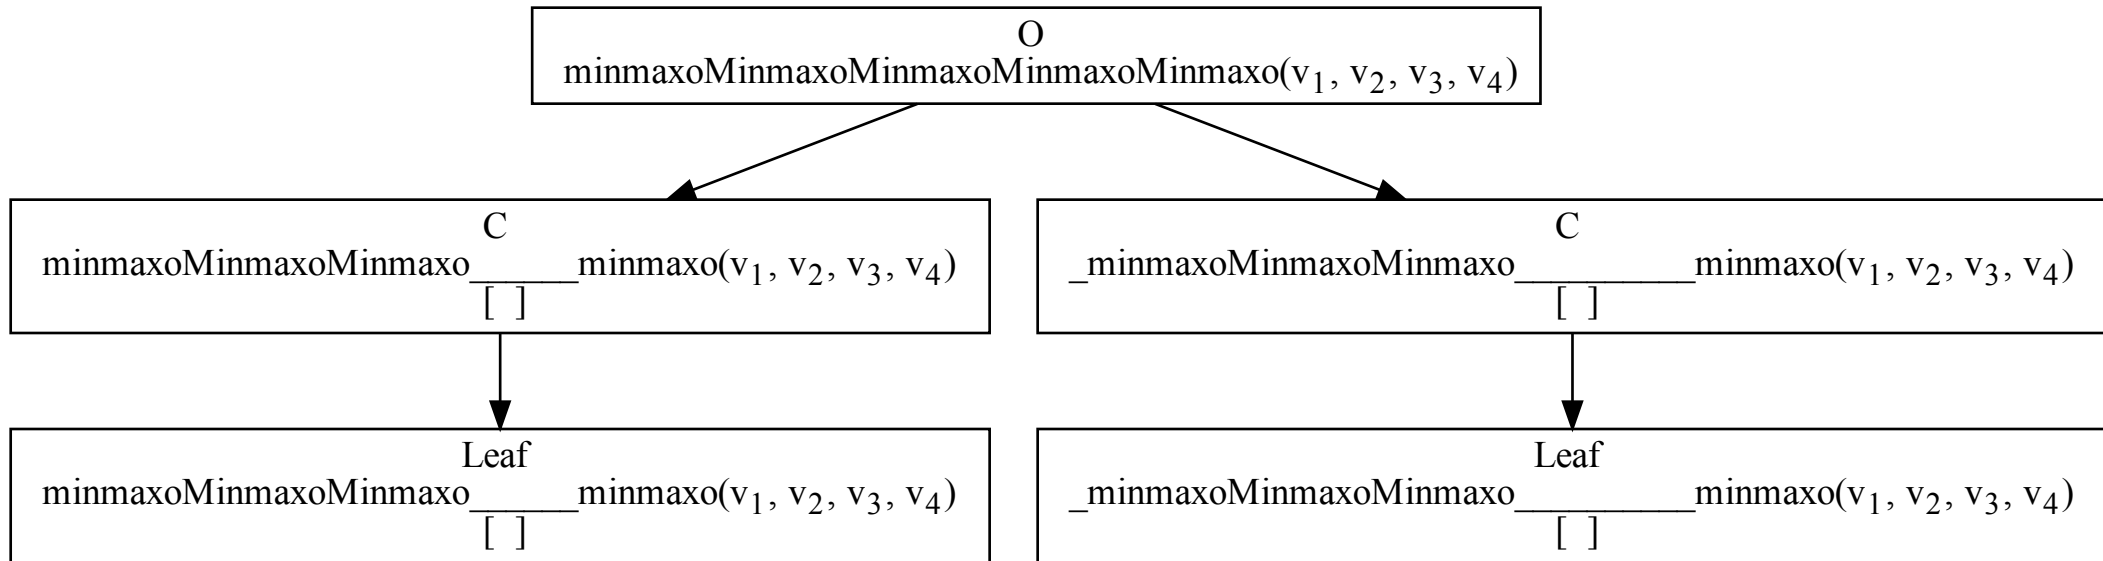 O
minmaxoMinmaxoMinmaxoMinmaxoMinmaxo(v₁, v₂, v₃, v₄)
C
minmaxoMinmaxoMinmaxo______minmaxo(v₁, v₂, v₃, v₄)
[ ]
C
_minmaxoMinmaxoMinmaxo__________minmaxo(v₁, v₂, v₃, v₄)
[ ]
Leaf
minmaxoMinmaxoMinmaxo______minmaxo(v₁, v₂, v₃, v₄)
[ ]
Leaf
_minmaxoMinmaxoMinmaxo__________minmaxo(v₁, v₂, v₃, v₄)
[ ]